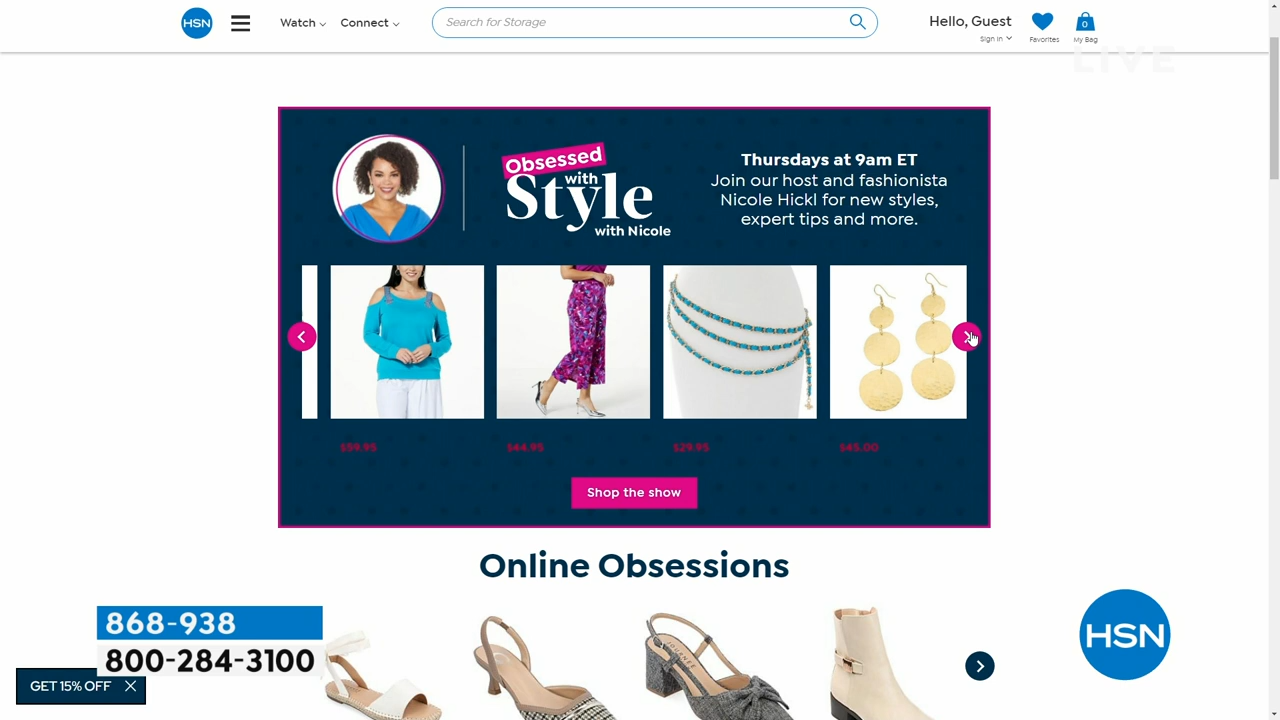 HSN
Watch
Connect
Search for Storage
Hello, Guest
Sign in
Favorites
0
My Bag
LIVE
Obsessed
with
Style
with Nicole
Thursdays at 9am ET
Join our host and fashionista
Nicole Hickl for new styles,
expert tips and more.
$59.95
$44.95
$29.95
$45.00
Shop the show
Online Obsessions
868-938
800-284-3100
GET 15% OFF
HSN